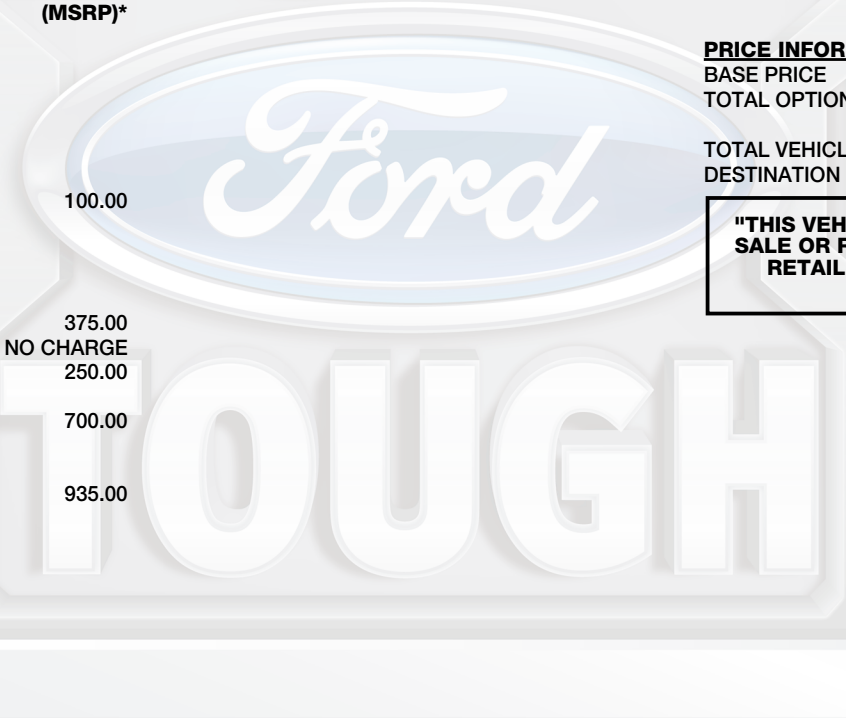 (MSRP)*
100.00
375.00
NO CHARGE
250.00
700.00
935.00
PRICE INFOR
BASE PRICE
TOTAL OPTION
TOTAL VEHICL
DESTINATION
"THIS VEH
SALE OR F
RETAIL
Ford
TOUGH